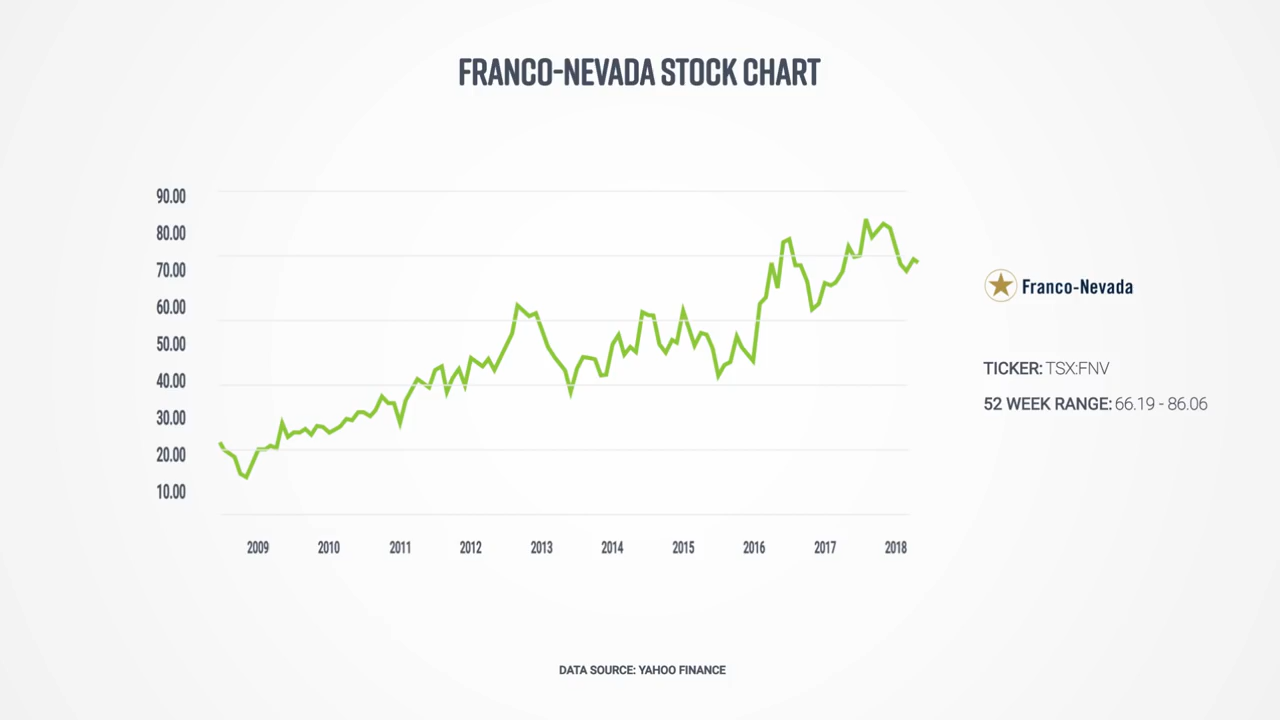 FRANCO-NEVADA STOCK CHART
90.00
80.00
70.00
60.00
50.00
40.00
30.00
20.00
10.00
2009 2010 2011 2012 2013 2014 2015 2016 2017 2018
Franco-Nevada
TICKER: TSX:FNV
52 WEEK RANGE: 66.19 - 86.06
DATA SOURCE: YAHOO FINANCE